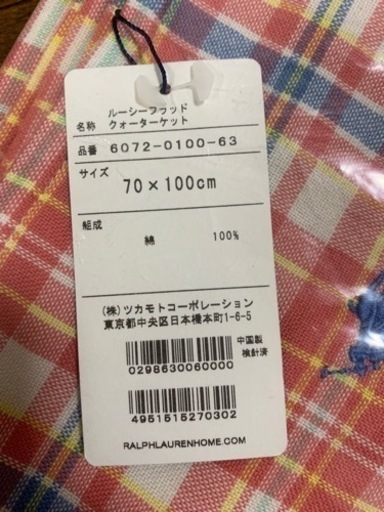 名称 ルーシープラッド
クォーターケット
品番 6072-0100-63
サイズ
70×100cm
組成
綿 100%
(株)ツカモトコーポレーション
東京都中央区日本橋本町1-6-5
中国製
検針済
0298630060000
4951515270302
RALPHLAURENHOME.COM